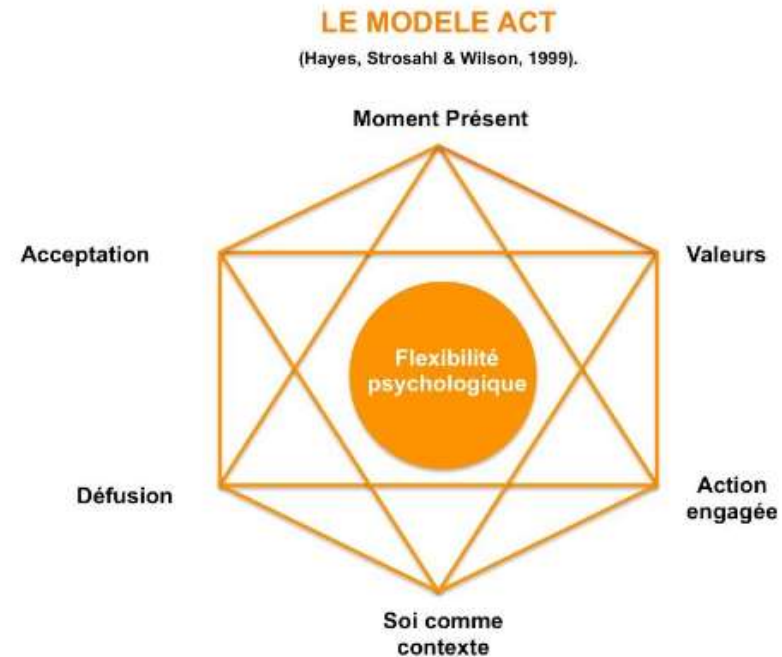 LE MODELE ACT
(Hayes, Strosahl & Wilson, 1999).
Moment Présent
Acceptation
Valeurs
Flexibilité
psychologique
Défusion
Action
engagée
Soi comme
contexte